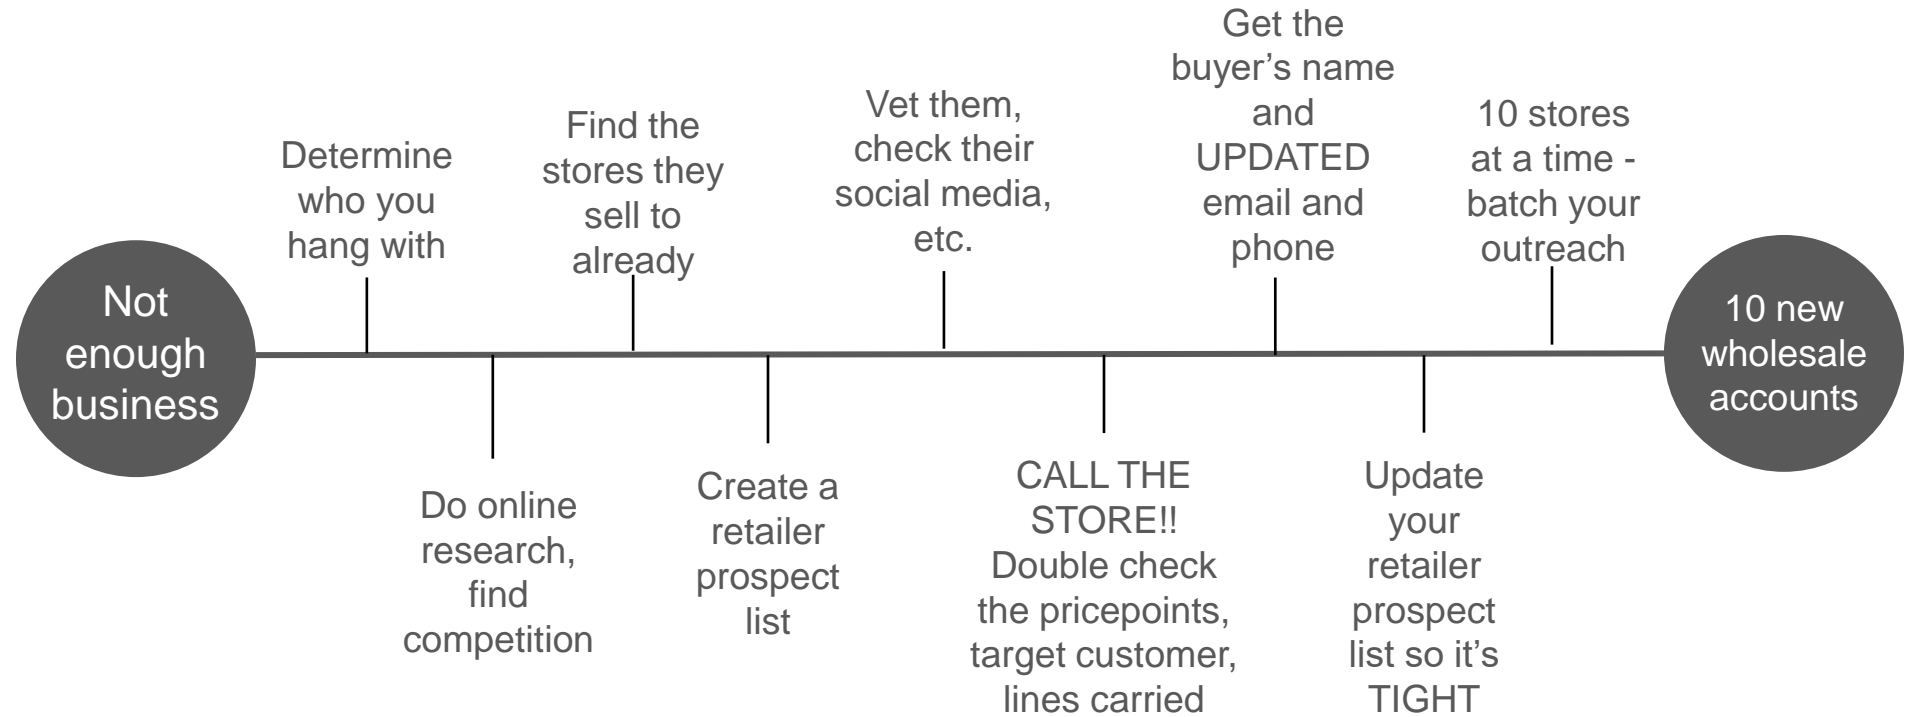 Not
enough
business
Determine
who you
hang with
Do online
research,
find
competition
Find the
stores they
sell to
already
Create a
retailer
prospect
list
Vet them,
check their
social media,
etc.
CALL THE
STORE!!
Double check
the pricepoints,
target customer,
lines carried
Get the
buyer’s name
and
UPDATED
email and
phone
Update
your
retailer
prospect
list so it’s
TIGHT
10 stores
at a time -
batch your
outreach
10 new
wholesale
accounts